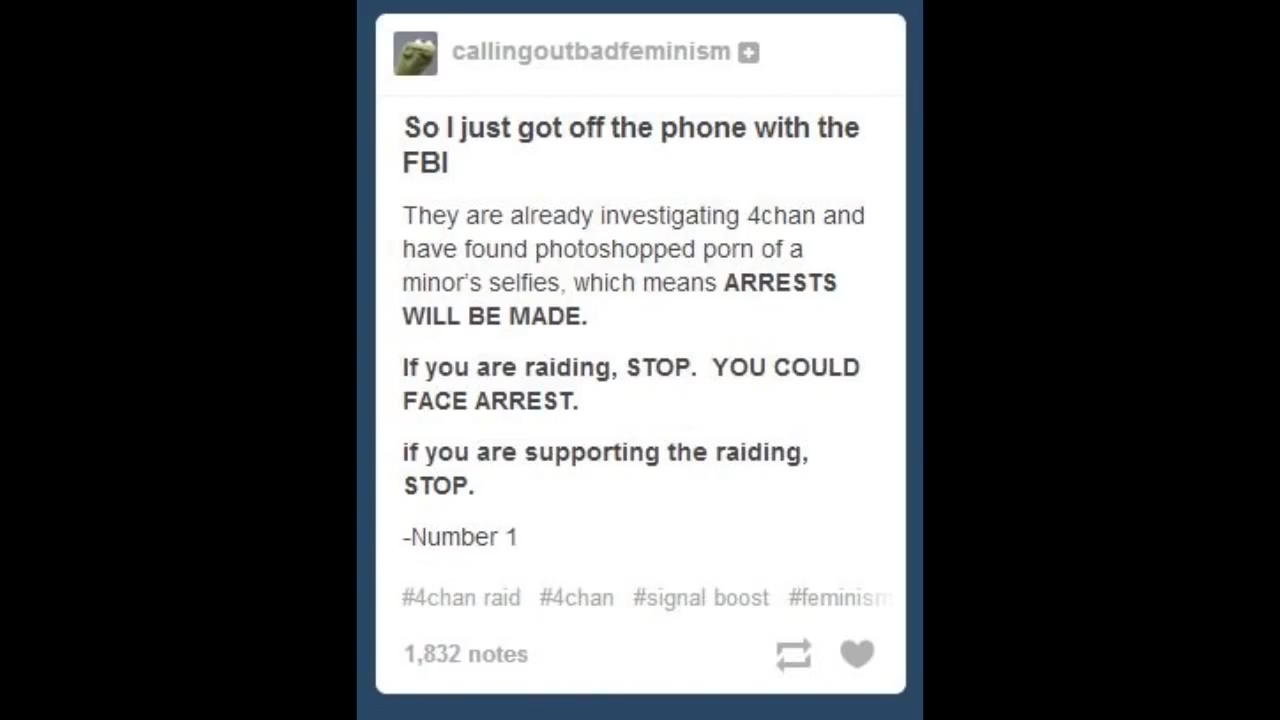 callingoutbadfeminism
So I just got off the phone with the
FBI
They are already investigating 4chan and
have found photoshopped porn of a
minor's selfies, which means ARRESTS
WILL BE MADE.
If you are raiding, STOP.  YOU COULD
FACE ARREST.
if you are supporting the raiding,
STOP.
-Number 1
#4chan raid #4chan #signal boost #feminism
1,832 notes